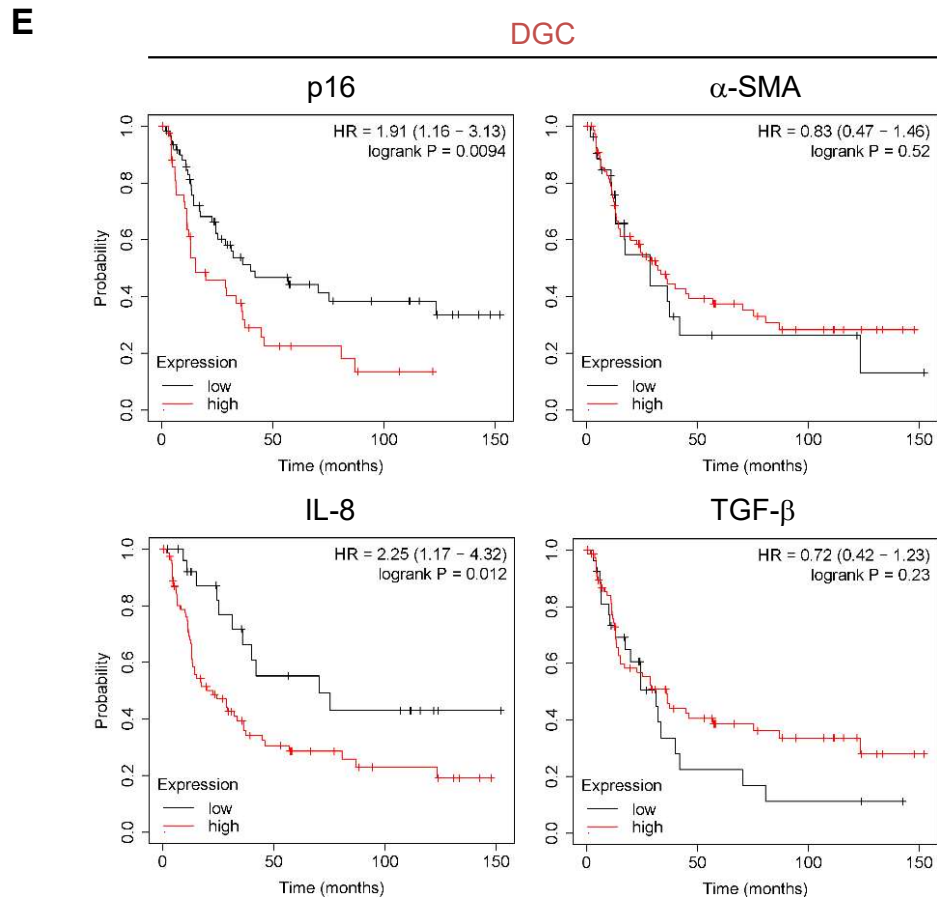 E
DGC
p16
HR = 1.91 (1.16 − 3.13)
logrank P = 0.0094
Probability
1.0
0.8
0.6
0.4
0.2
0.0
Expression
low
high
0
50
100
150
Time (months)
α-SMA
HR = 0.83 (0.47 − 1.46)
logrank P = 0.52
1.0
0.8
0.6
0.4
0.2
0.0
Expression
low
high
0
50
100
150
Time (months)
IL-8
HR = 2.25 (1.17 − 4.32)
logrank P = 0.012
Probability
1.0
0.8
0.6
0.4
0.2
0.0
Expression
low
high
0
50
100
150
Time (months)
TGF-β
HR = 0.72 (0.42 − 1.23)
logrank P = 0.23
1.0
0.8
0.6
0.4
0.2
0.0
Expression
low
high
0
50
100
150
Time (months)